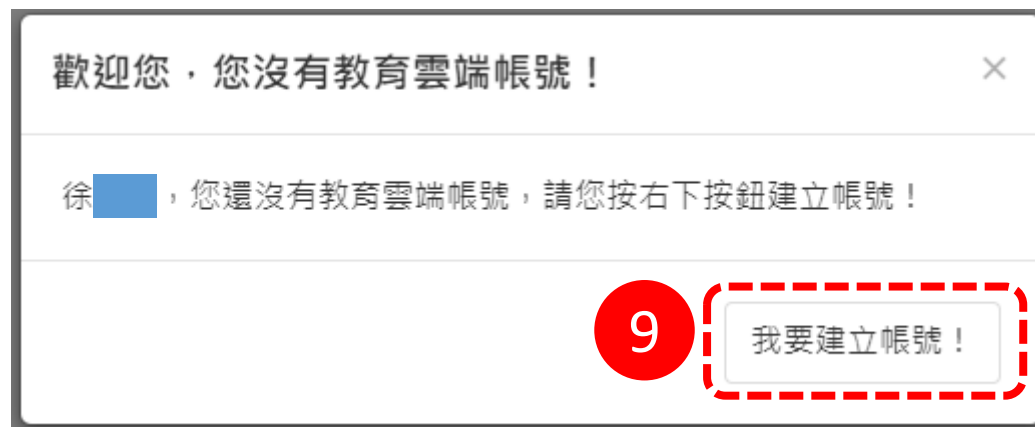 歡迎您，您沒有教育雲端帳號！
×
徐 ，您還沒有教育雲端帳號，請您按右下按鈕建立帳號！
9
我要建立帳號！